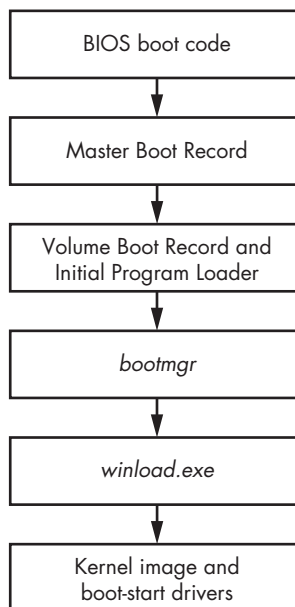 BIOS boot code
Master Boot Record
Volume Boot Record and
Initial Program Loader
bootmgr
winload.exe
Kernel image and
boot-start drivers